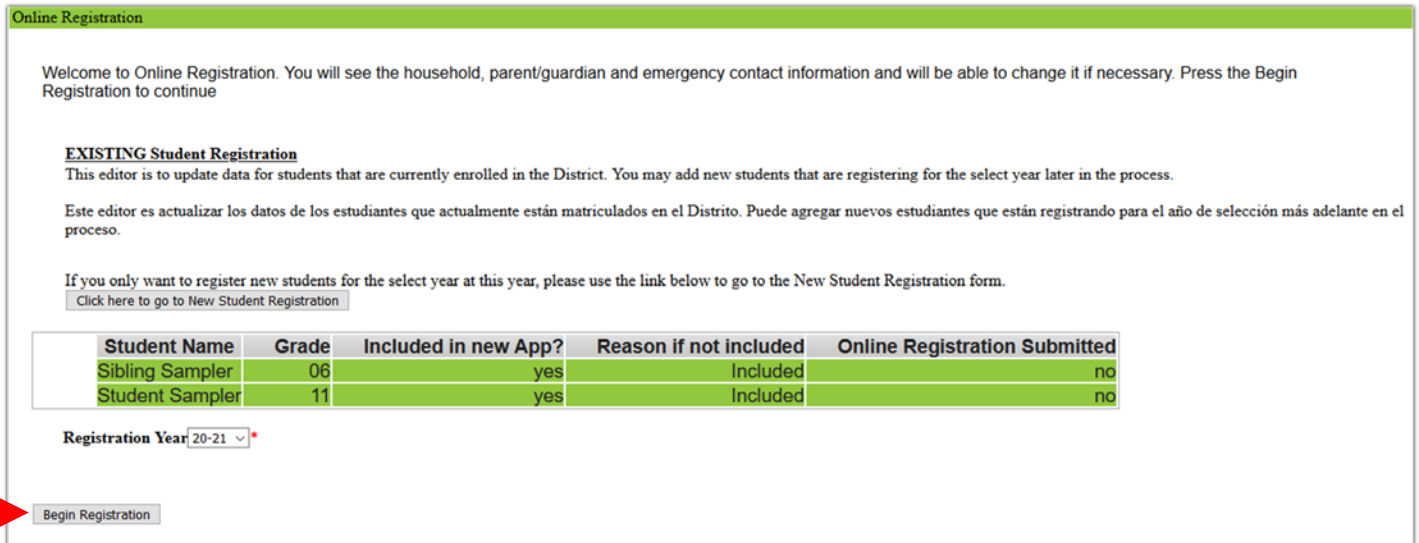 Online Registration
Welcome to Online Registration. You will see the household, parent/guardian and emergency contact information and will be able to change it if necessary. Press the Begin
Registration to continue
EXISTING Student Registration
This editor is to update data for students that are currently enrolled in the District. You may add new students that are registering for the select year later in the process.
Este editor es actualizar los datos de los estudiantes que actualmente están matriculados en el Distrito. Puede agregar nuevos estudiantes que están registrando para el año de selección más adelante en el
proceso.
If you only want to register new students for the select year at this year, please use the link below to go to the New Student Registration form.
Click here to go to New Student Registration
Student Name Grade Included in new App? Reason if not included Online Registration Submitted
Sibling Sampler 06 yes Included no
Student Sampler 11 yes Included no
Registration Year 20-21 *
Begin Registration